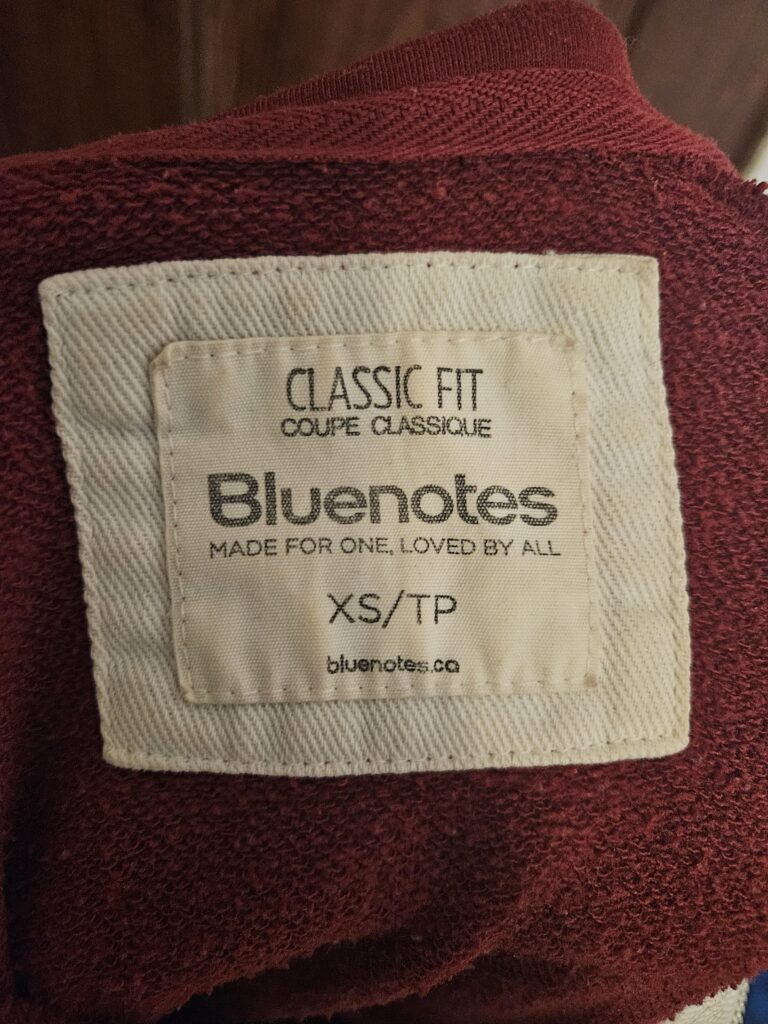 CLASSIC FIT
COUPE CLASSIQUE
Bluenotes
MADE FOR ONE, LOVED BY ALL
XS/TP
bluenotes.ca